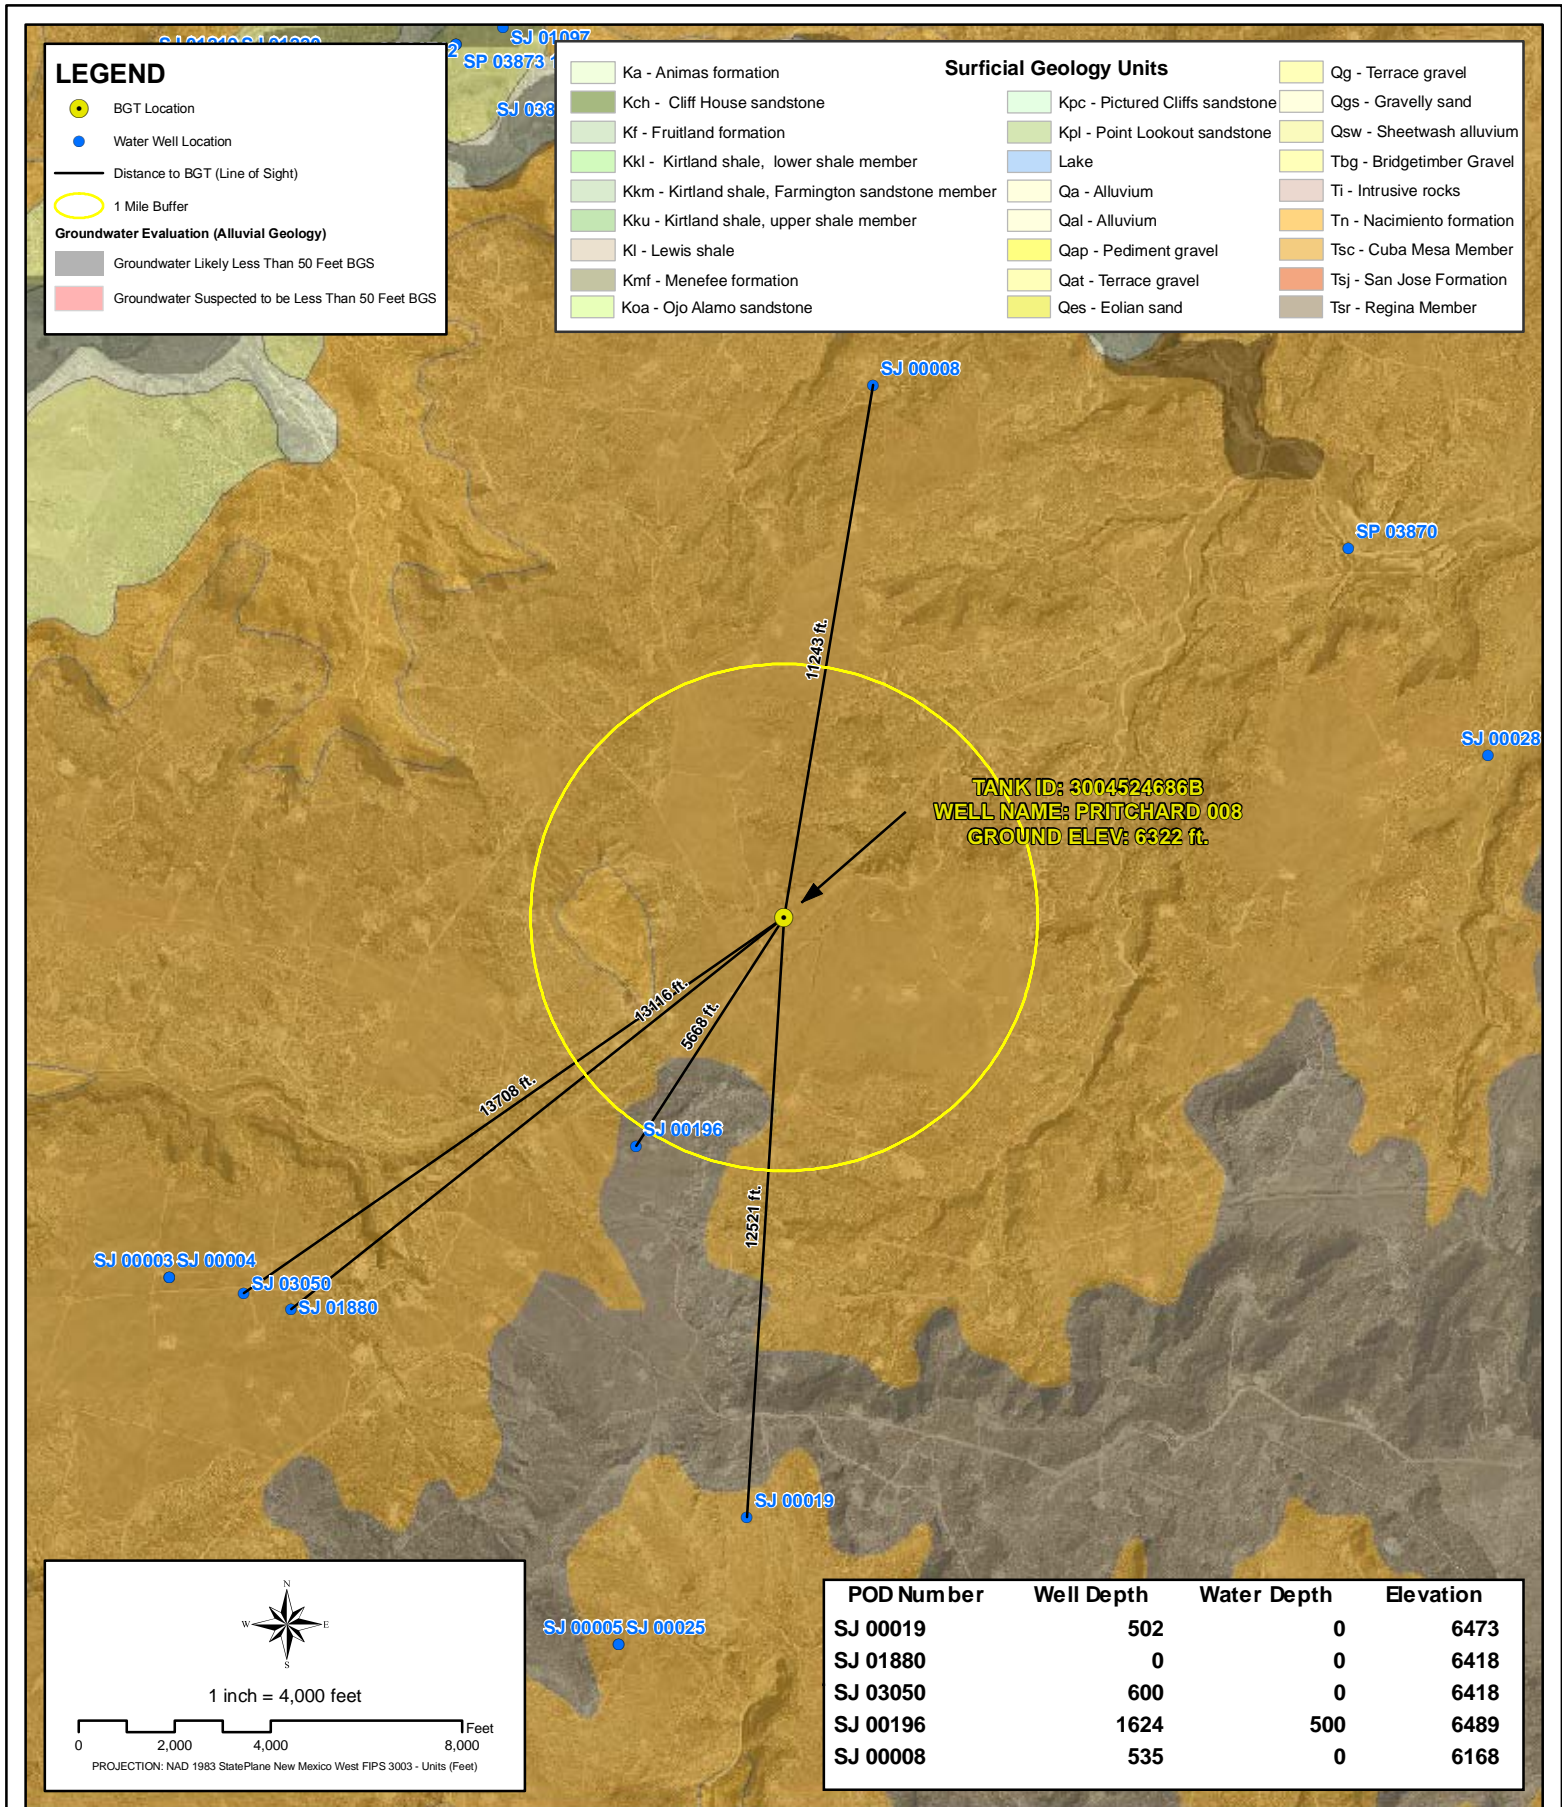 SJ 01097
2
SP 03873
SJ 038
LEGEND
BGT Location
Water Well Location
Distance to BGT (Line of Sight)
1 Mile Buffer
Groundwater Evaluation (Alluvial Geology)
Groundwater Likely Less Than 50 Feet BGS
Groundwater Suspected to be Less Than 50 Feet BGS
Surficial Geology Units
Ka - Animas formation
Kch - Cliff House sandstone
Kf - Fruitland formation
Kkl - Kirtland shale, lower shale member
Kkm - Kirtland shale, Farmington sandstone member
Kku - Kirtland shale, upper shale member
Kl - Lewis shale
Kmf - Menefee formation
Koa - Ojo Alamo sandstone
Kpc - Pictured Cliffs sandstone
Kpl - Point Lookout sandstone
Lake
Qa - Alluvium
Qal - Alluvium
Qap - Pediment gravel
Qat - Terrace gravel
Qes - Eolian sand
Qg - Terrace gravel
Qgs - Gravelly sand
Qsw - Sheetwash alluvium
Tbg - Bridgetimber Gravel
Ti - Intrusive rocks
Tn - Nacimiento formation
Tsc - Cuba Mesa Member
Tsj - San Jose Formation
Tsr - Regina Member
SJ 00008
SP 03870
11243 ft.
SJ 00028
TANK ID: 3004524686B
WELL NAME: PRITCHARD 008
GROUND ELEV: 6322 ft.
13116 ft.
5668 ft.
13708 ft.
SJ 00196
12521 ft.
SJ 00003 SJ 00004
SJ 03050
SJ 01880
SJ 00019
SJ 00005 SJ 00025
N
W E
S
1 inch = 4,000 feet
Feet
0 2,000 4,000 8,000
PROJECTION: NAD 1983 StatePlane New Mexico West FIPS 3003 - Units (Feet)
POD Number Well Depth Water Depth Elevation
SJ 00019 502 0 6473
SJ 01880 0 0 6418
SJ 03050 600 0 6418
SJ 00196 1624 500 6489
SJ 00008 535 0 6168